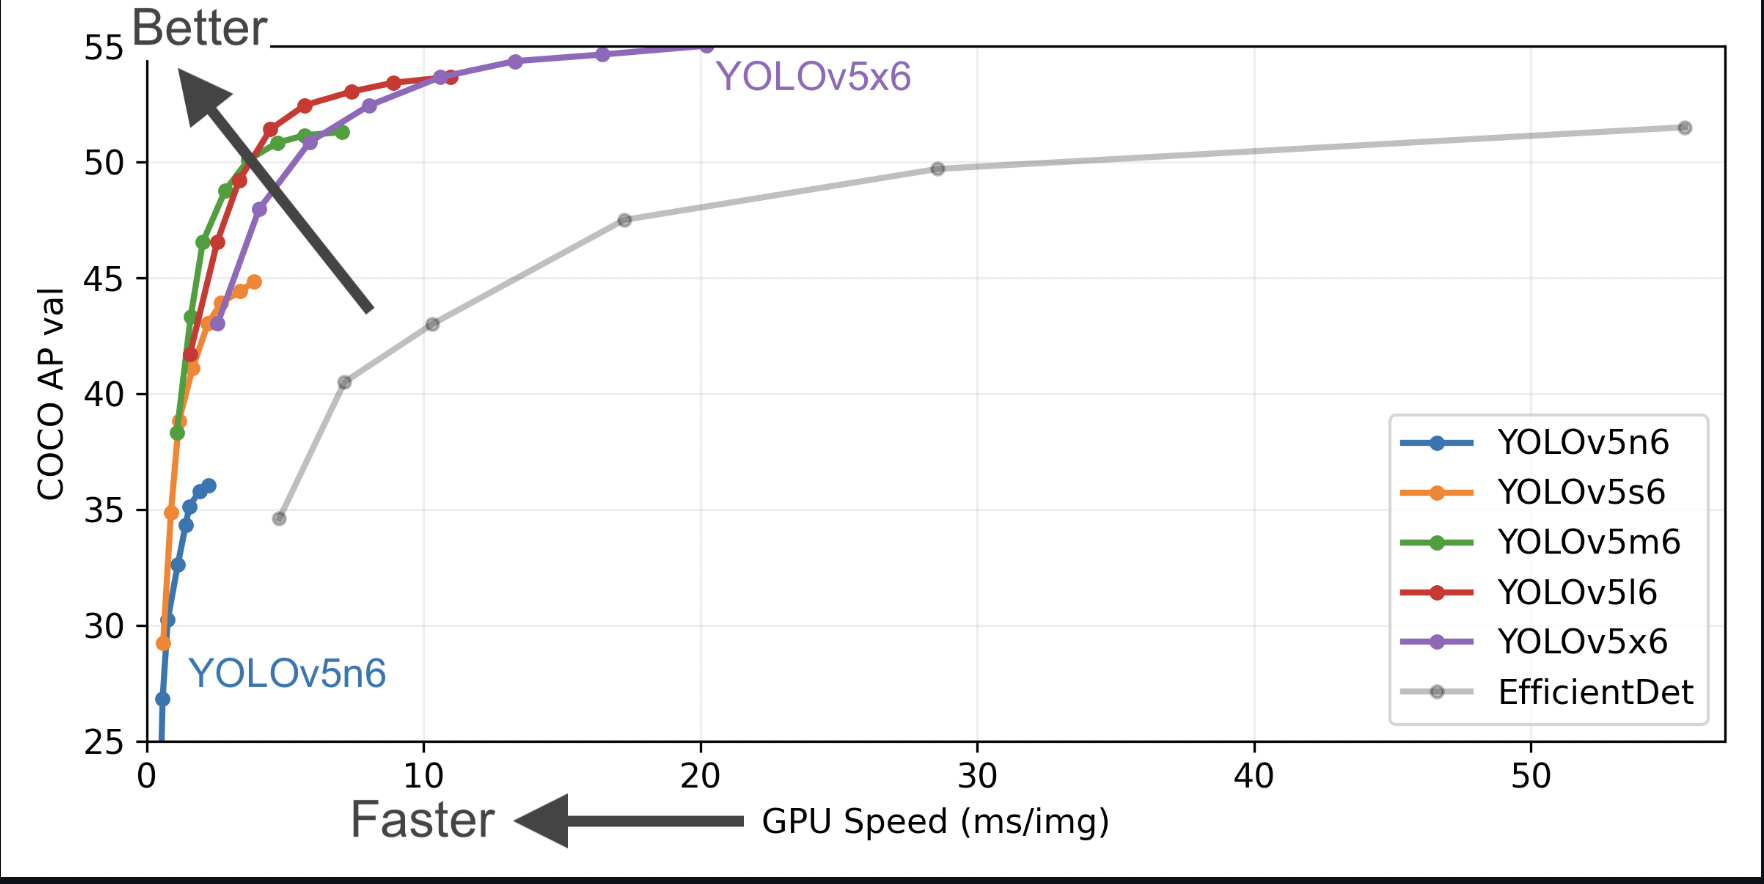 Better
55
50
45
40
35
30
25
COCO AP val
YOLOv5x6
YOLOv5n6
YOLOv5n6
YOLOv5s6
YOLOv5m6
YOLOv5l6
YOLOv5x6
EfficientDet
0 10 20 30 40 50
Faster GPU Speed (ms/img)